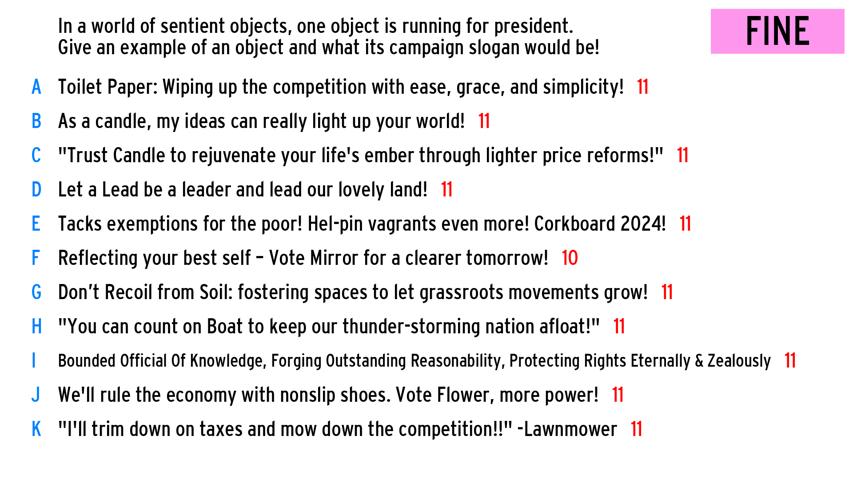 In a world of sentient objects, one object is running for president.
Give an example of an object and what its campaign slogan would be!
FINE
A Toilet Paper: Wiping up the competition with ease, grace, and simplicity! 11
B As a candle, my ideas can really light up your world! 11
C "Trust Candle to rejuvenate your life's ember through lighter price reforms!" 11
D Let a Lead be a leader and lead our lovely land! 11
E Tacks exemptions for the poor! Hel-pin vagrants even more! Corkboard 2024! 11
F Reflecting your best self – Vote Mirror for a clearer tomorrow! 10
G Don’t Recoil from Soil: fostering spaces to let grassroots movements grow! 11
H "You can count on Boat to keep our thunder-storming nation afloat!" 11
I Bounded Official Of Knowledge, Forging Outstanding Reasonability, Protecting Rights Eternally & Zealously 11
J We'll rule the economy with nonslip shoes. Vote Flower, more power! 11
K "I'll trim down on taxes and mow down the competition!!" -Lawnmower 11